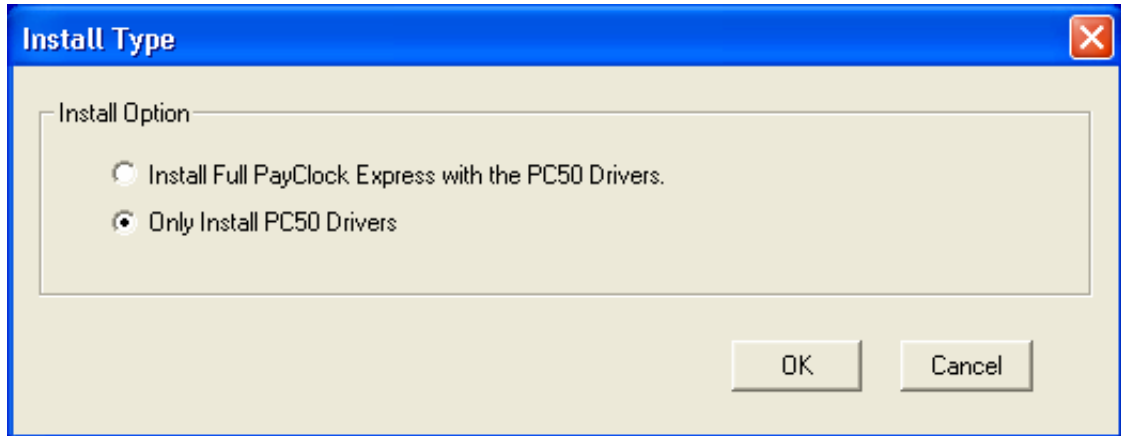 Install Type
Install Option
Install Full PayClock Express with the PC50 Drivers.
Only Install PC50 Drivers
OK Cancel